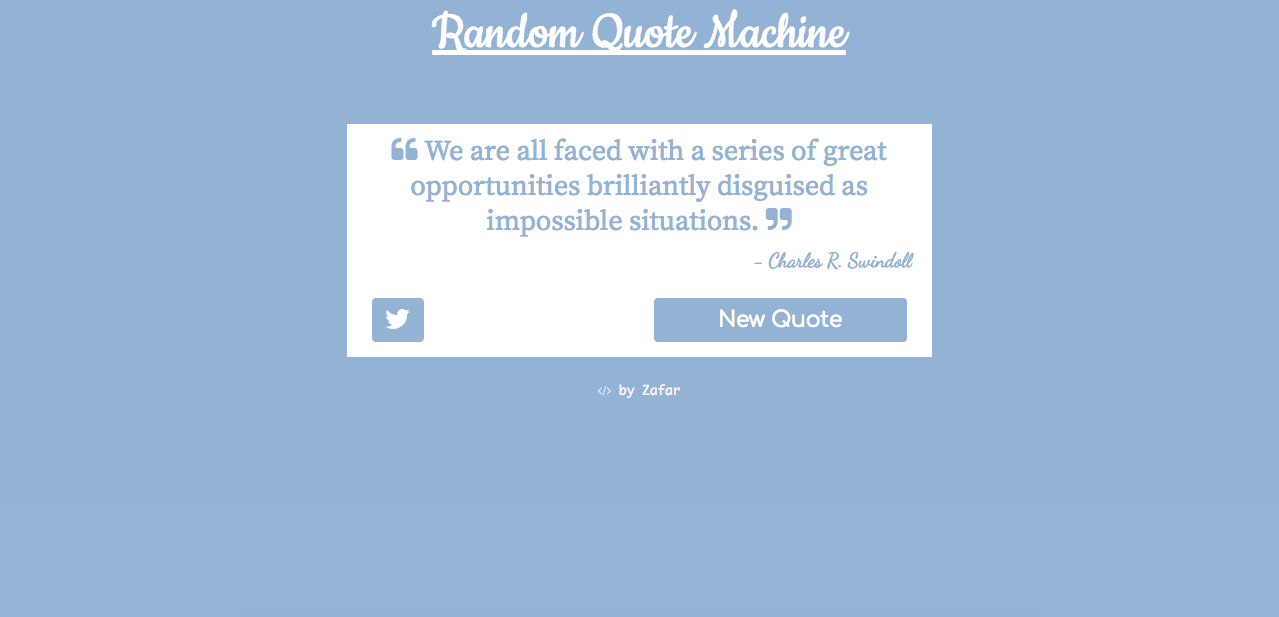 Random Quote Machine
❝ We are all faced with a series of great
opportunities brilliantly disguised as
impossible situations. ❞
- Charles R. Swindoll
New Quote
</> by Zafar